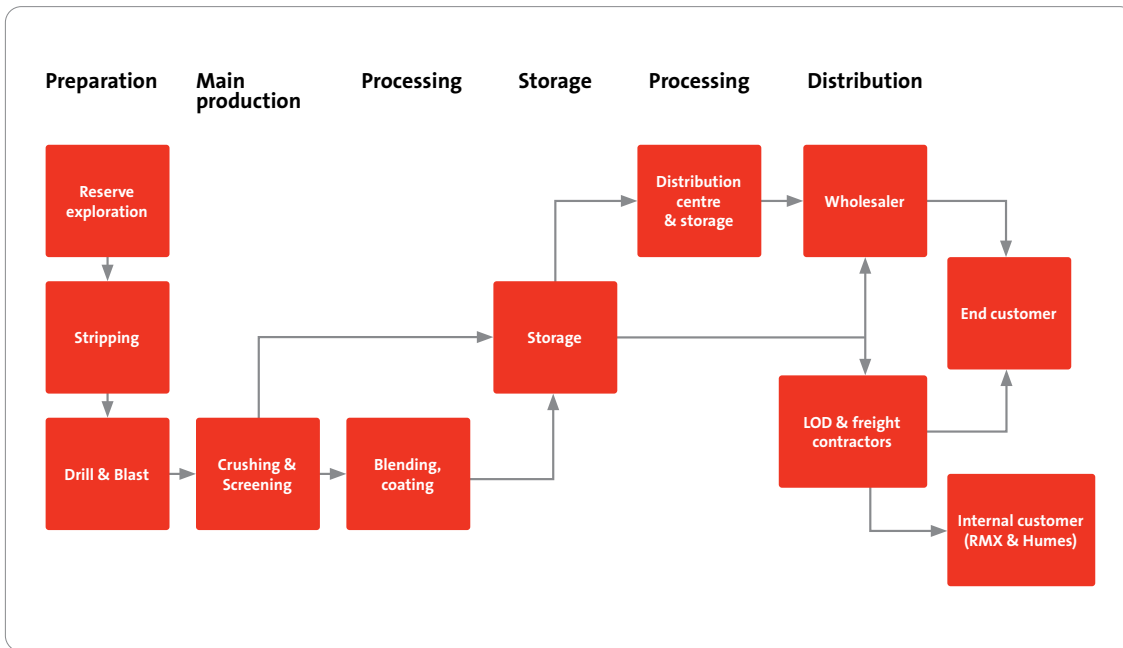 Preparation
Main
production
Processing
Storage
Processing
Distribution
Reserve
exploration
Stripping
Drill & Blast
Crushing &
Screening
Blending,
coating
Storage
Distribution
centre
& storage
Wholesaler
End customer
LOD & freight
contractors
Internal customer
(RMX & Humes)